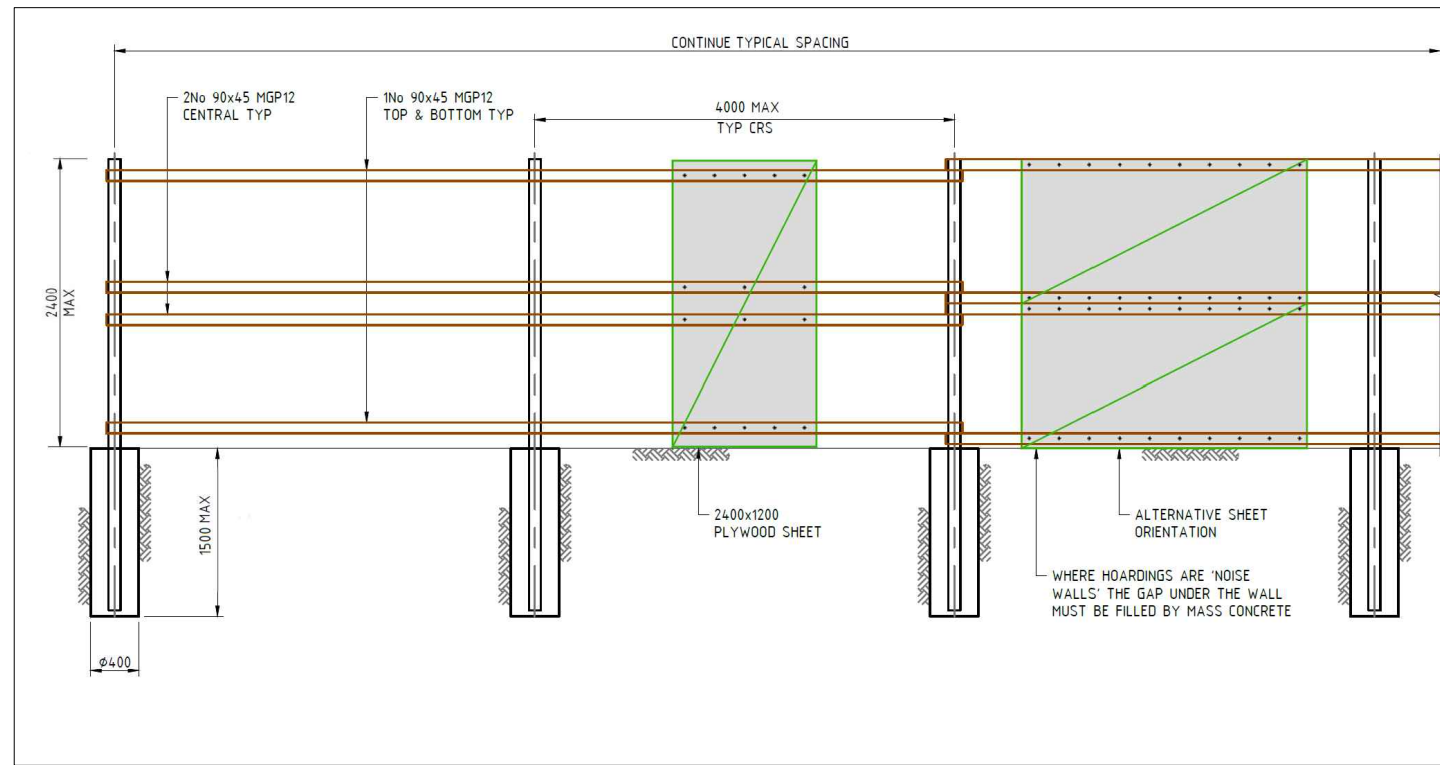 CONTINUE TYPICAL SPACING
2No 90x45 MGP12
CENTRAL TYP
1No 90x45 MGP12
TOP & BOTTOM TYP
4000 MAX
TYP CRS
2400
MAX
1500 MAX
2400x1200
PLYWOOD SHEET
ALTERNATIVE SHEET
ORIENTATION
WHERE HOARDINGS ARE 'NOISE
WALLS' THE GAP UNDER THE WALL
MUST BE FILLED BY MASS CONCRETE
Ø400